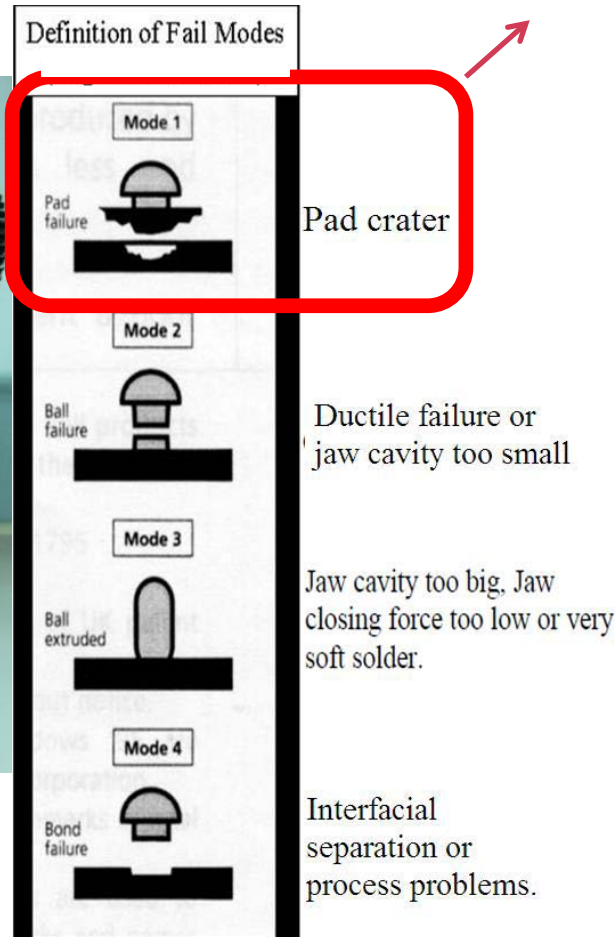 Definition of Fail Modes
Mode 1
Pad
failure
Pad crater
Mode 2
Ball
failure
Ductile failure or
jaw cavity too small
Mode 3
Ball
extruded
Jaw cavity too big, Jaw
closing force too low or very
soft solder.
Mode 4
Bond
failure
Interfacial
separation or
process problems.